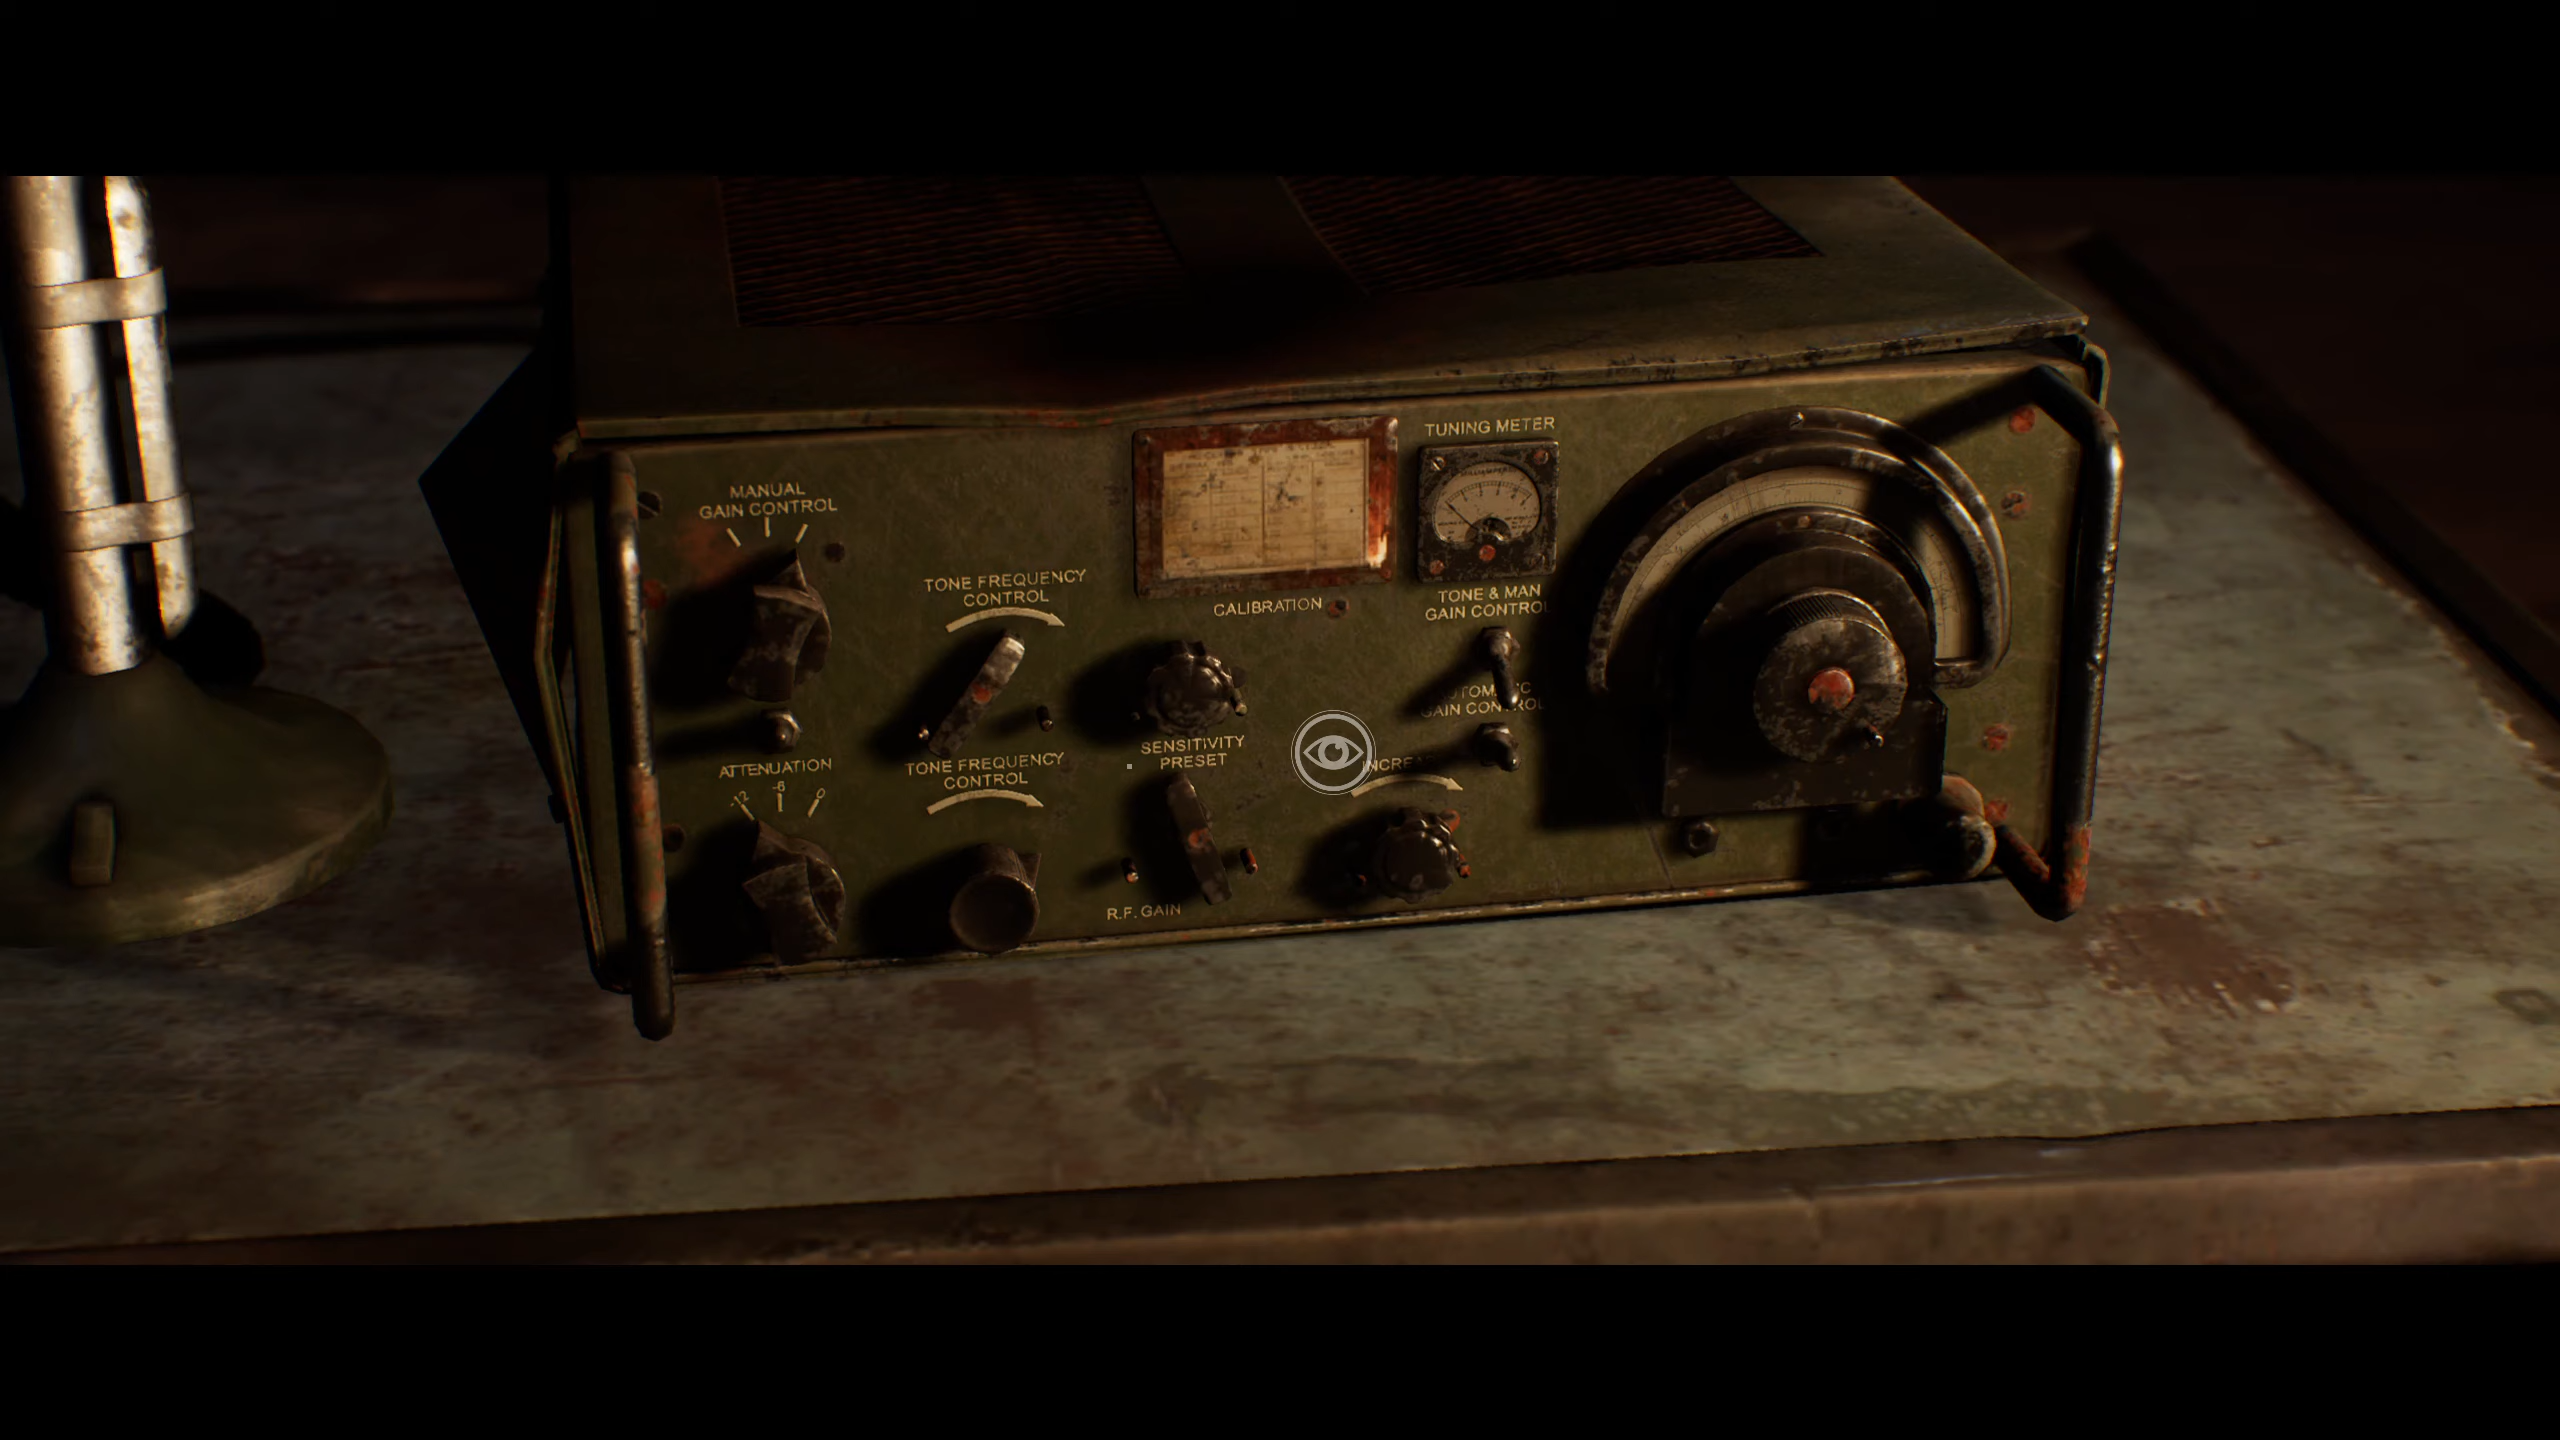 MANUAL
GAIN CONTROL
TONE FREQUENCY
CONTROL
CALIBRATION
TUNING METER
TONE & MAN
GAIN CONTROL
AUTOMATIC
GAIN CONTROL
ATTENUATION
-12 -6 0
TONE FREQUENCY
CONTROL
SENSITIVITY
PRESET
R.F. GAIN